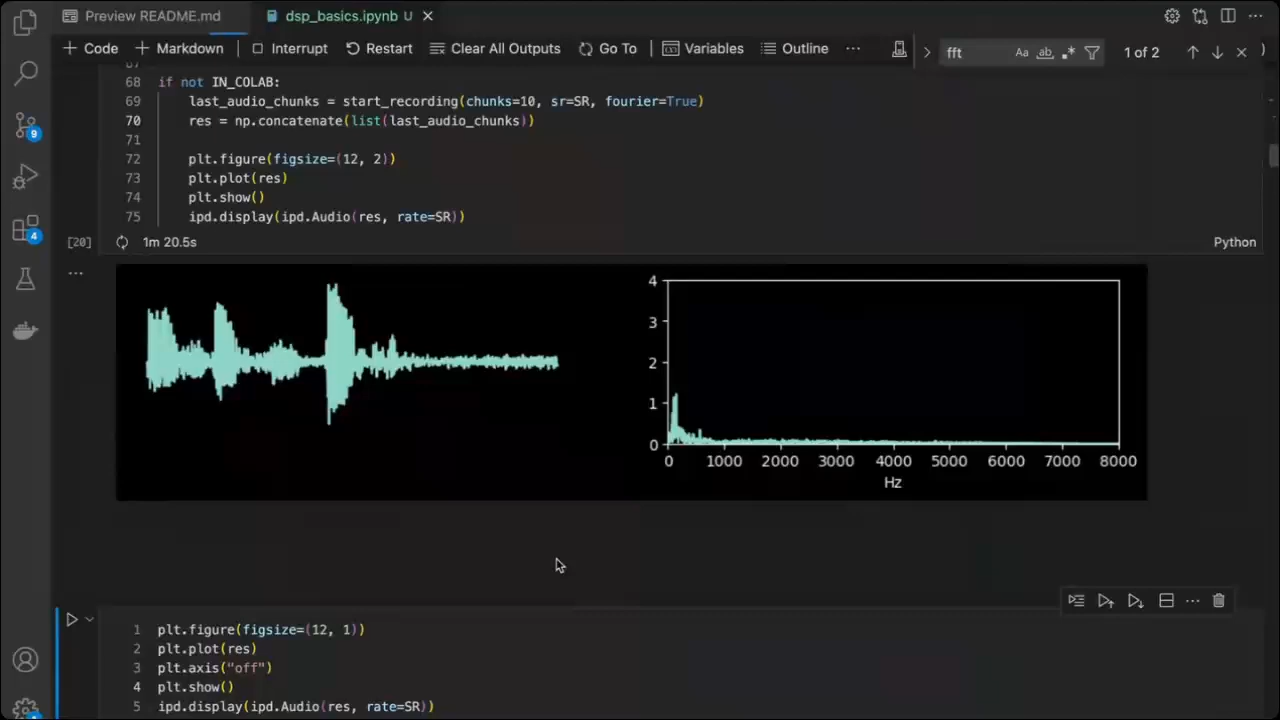 Preview README.md
dsp_basics.ipynb U
Code
Markdown
Interrupt
Restart
Clear All Outputs
Go To
Variables
Outline
...
fft
Aa
ab
.*
1 of 2
68 if not IN_COLAB:
69 last_audio_chunks = start_recording(chunks=10, sr=SR, fourier=True)
70 res = np.concatenate(list(last_audio_chunks))
71
72 plt.figure(figsize=(12, 2))
73 plt.plot(res)
74 plt.show()
75 ipd.display(ipd.Audio(res, rate=SR))
[20] 1m 20.5s Python
9
4
4
3
2
1
0
0 1000 2000 3000 4000 5000 6000 7000 8000
Hz
1 plt.figure(figsize=(12, 1))
2 plt.plot(res)
3 plt.axis("off")
4 plt.show()
5 ipd.display(ipd.Audio(res, rate=SR))